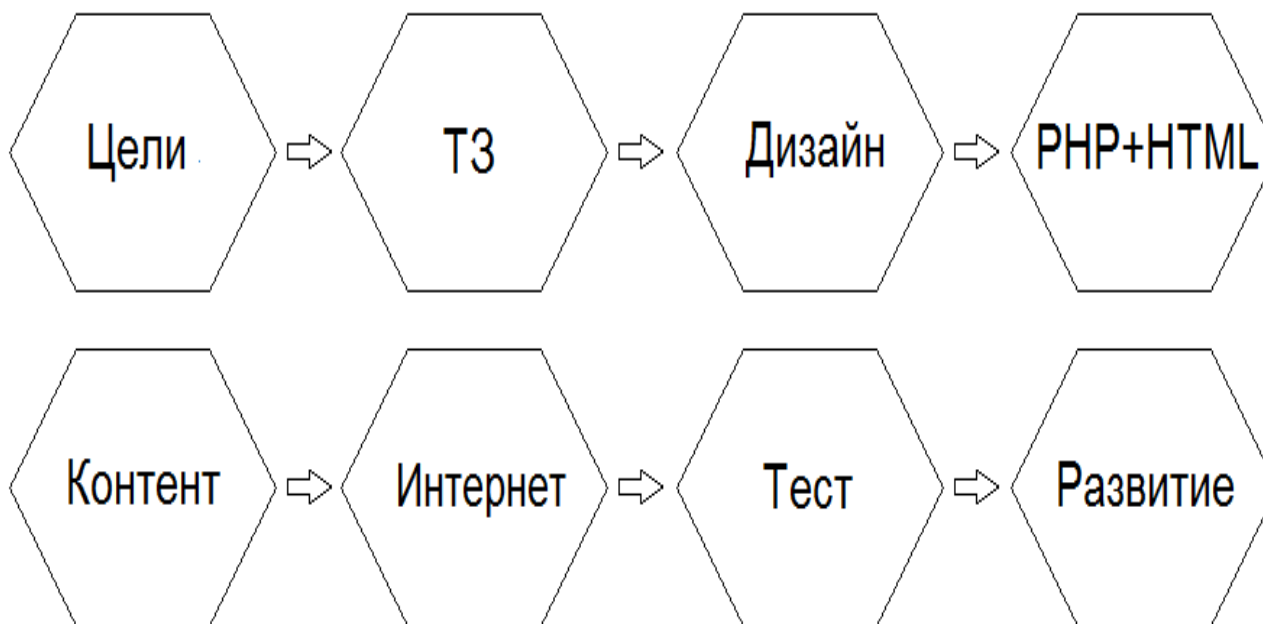 Цели
ТЗ
Дизайн
PHP+HTML
Контент
Интернет
Тест
Развитие